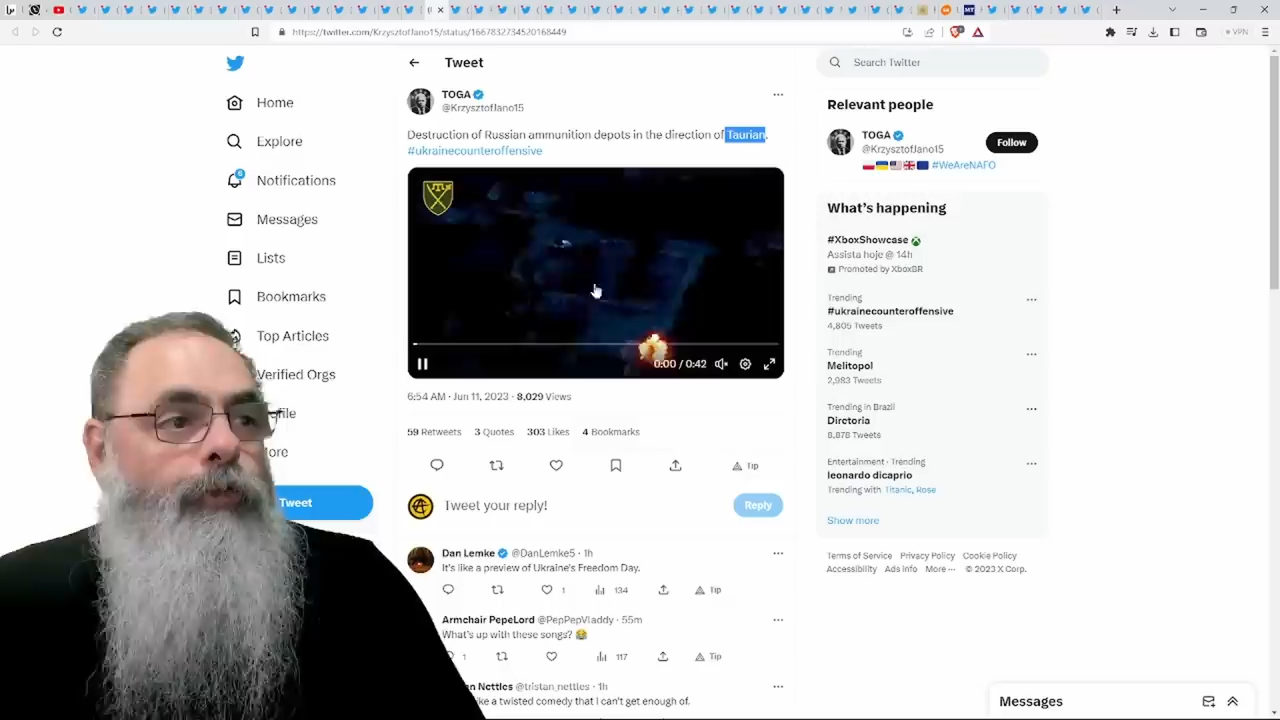 https://twitter.com/KrzysztofJano15/status/1667832734520168449
VPN
Home
Explore
6
Notifications
Messages
Lists
Bookmarks
Top Articles
Verified Orgs
Tweet
Tweet
TOGA
@KrzysztofJano15
Destruction of Russian ammunition depots in the direction of Taurian.
#ukrainecounteroffensive
0:00 / 0:42
6:54 AM · Jun 11, 2023 · 8,029 Views
59 Retweets 3 Quotes 303 Likes 4 Bookmarks
Tip
Tweet your reply!
Reply
Dan Lemke @DanLemke5 · 1h
It's like a preview of Ukraine's Freedom Day.
1 134 Tip
Armchair PepeLord @PepPepVladdy · 55m
What's up with these songs? 😂
1 117 Tip
Nettles @tristan_nettles · 1h
like a twisted comedy that I can't get enough of.
Search Twitter
Relevant people
TOGA
@KrzysztofJano15
Follow
#WeAreNAFO
What's happening
#XboxShowcase
Assista hoje @ 14h
Promoted by XboxBR
Trending
#ukrainecounteroffensive
4,805 Tweets
Trending
Melitopol
2,983 Tweets
Trending in Brazil
Diretoria
8,878 Tweets
Entertainment · Trending
leonardo dicaprio
Trending with Titanic, Rose
Show more
Terms of Service Privacy Policy Cookie Policy
Accessibility Ads info More ··· © 2023 X Corp.
Messages